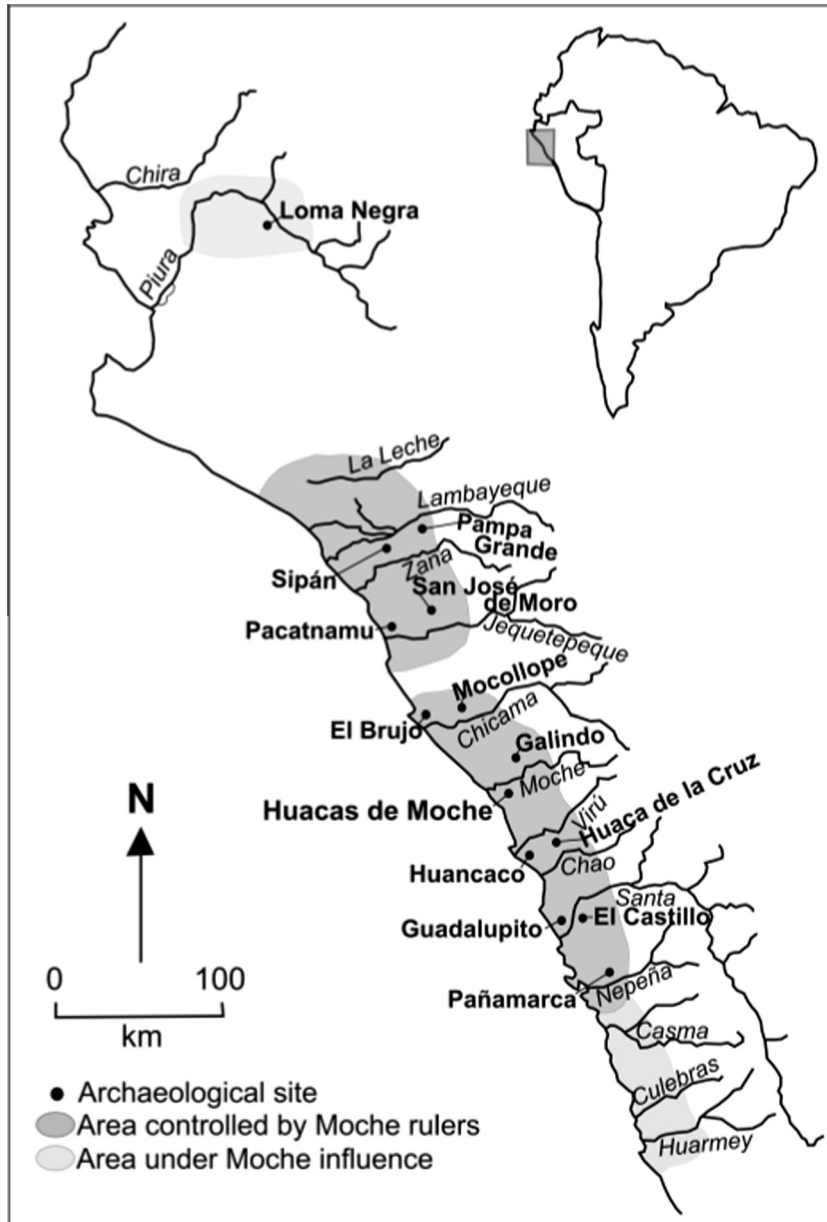 Chira
Loma Negra
Piura
La Leche
Lambayeque
Pampa
Grande
Sipán
Zana
San José
de Moro
Pacatnamu
Jequetepeque
Mocollope
El Brujo
Chicama
Galindo
Moche
Huacas de Moche
Virú
Huaca de la Cruz
Huancaco
Chao
Santa
Guadalupito
El Castillo
Pañamarca
Nepeña
Casma
Culebras
Huarmey
N
0 100
km
Archaeological site
Area controlled by Moche rulers
Area under Moche influence